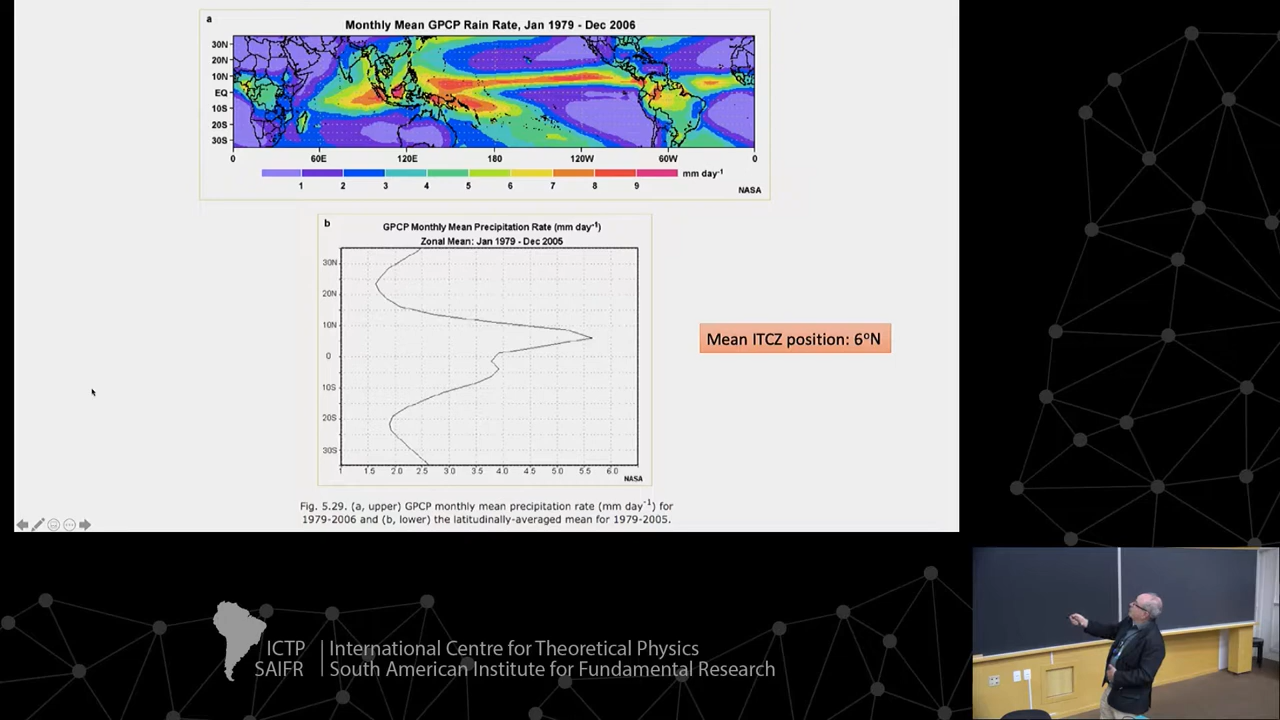 a
Monthly Mean GPCP Rain Rate, Jan 1979 - Dec 2006
30N
20N
10N
EQ
10S
20S
30S
0 60E 120E 180 120W 60W 0
1 2 3 4 5 6 7 8 9 mm day⁻¹
NASA
b
GPCP Monthly Mean Precipitation Rate (mm day⁻¹)
Zonal Mean: Jan 1979 - Dec 2005
30N
20N
10N
0
10S
20S
30S
1 1.5 2.0 2.5 3.0 3.5 4.0 4.5 5.0 5.5 6.0
NASA
Mean ITCZ position: 6⁰N
Fig. 5.29. (a, upper) GPCP monthly mean precipitation rate (mm day⁻¹) for
1979-2006 and (b, lower) the latitudinally-averaged mean for 1979-2005.
ICTP International Centre for Theoretical Physics
SAIFR South American Institute for Fundamental Research